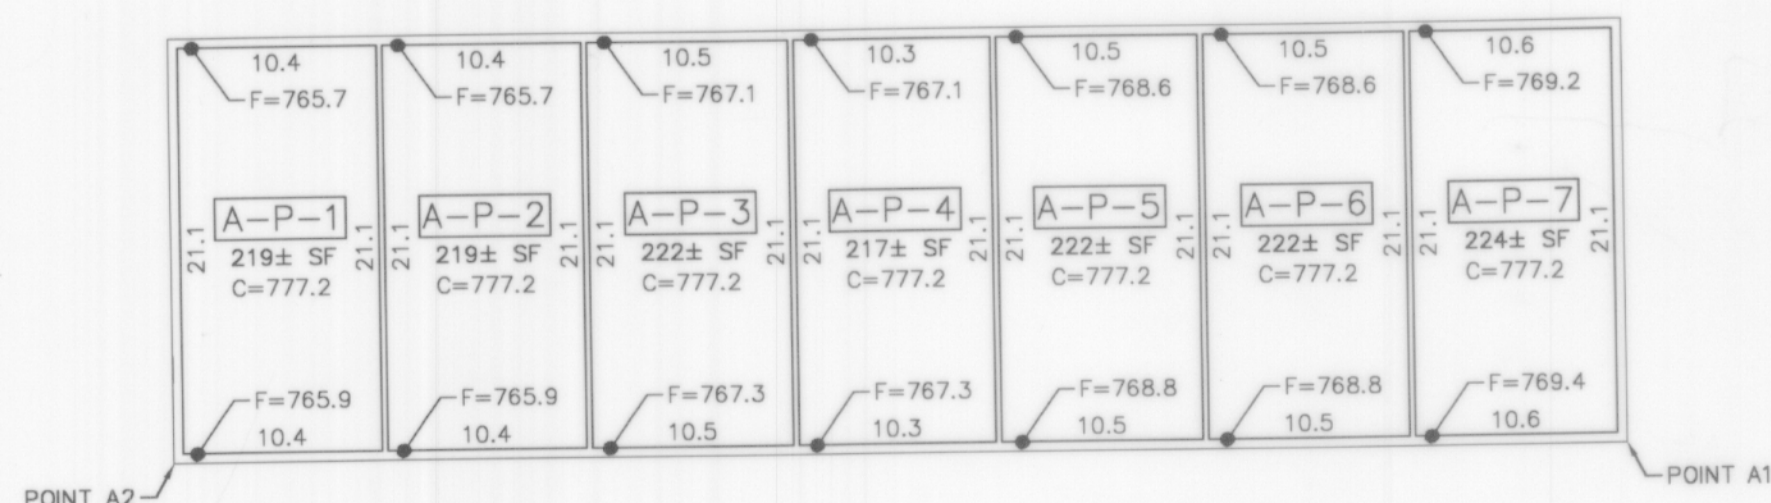 10.4
F=765.7
21.1
A-P-1
219± SF
C=777.2
21.1
F=765.9
10.4
10.4
F=765.7
21.1
A-P-2
219± SF
C=777.2
21.1
F=765.9
10.4
10.5
F=767.1
21.1
A-P-3
222± SF
C=777.2
21.1
F=767.3
10.5
10.3
F=767.1
21.1
A-P-4
217± SF
C=777.2
21.1
F=767.3
10.3
10.5
F=768.6
21.1
A-P-5
222± SF
C=777.2
21.1
F=768.8
10.5
10.5
F=768.6
21.1
A-P-6
222± SF
C=777.2
21.1
F=768.8
10.5
10.6
F=769.2
21.1
A-P-7
224± SF
C=777.2
21.1
F=769.4
10.6
POINT A2
POINT A1